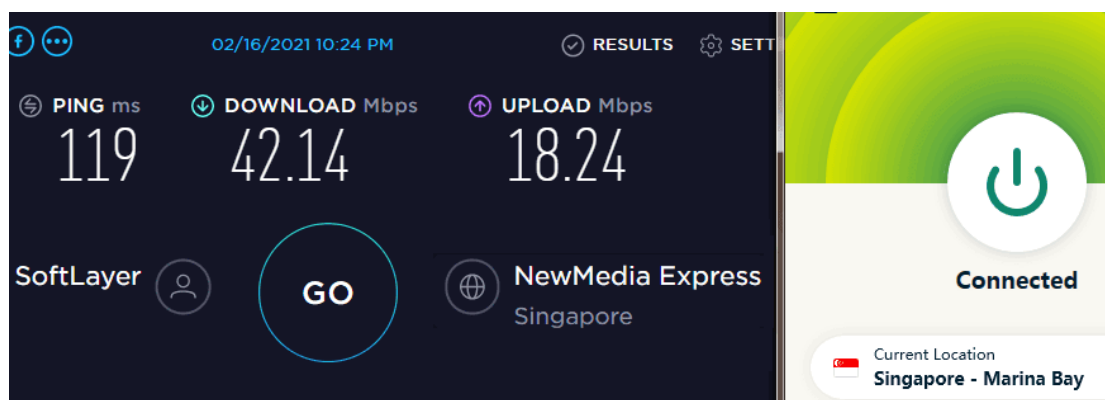 02/16/2021 10:24 PM
RESULTS
SETT
PING ms
DOWNLOAD Mbps
UPLOAD Mbps
119
42.14
18.24
SoftLayer
GO
NewMedia Express
Singapore
Connected
Current Location
Singapore - Marina Bay